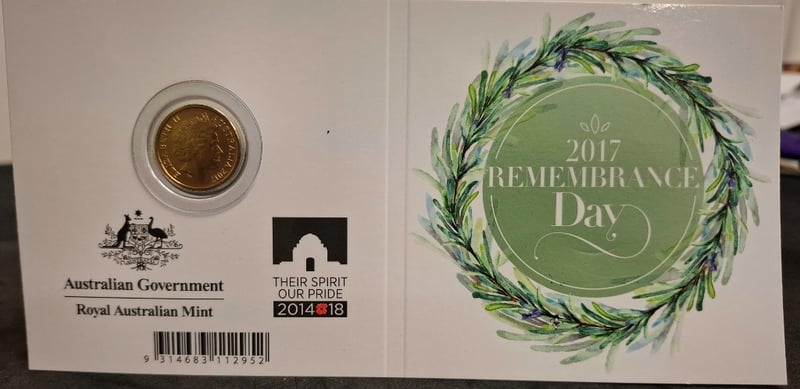 ELIZABETH II AUSTRALIA 2017
Australian Government
Royal Australian Mint
THEIR SPIRIT
OUR PRIDE
2014 18
9 314683 112952
2017
REMEMBRANCE
Day